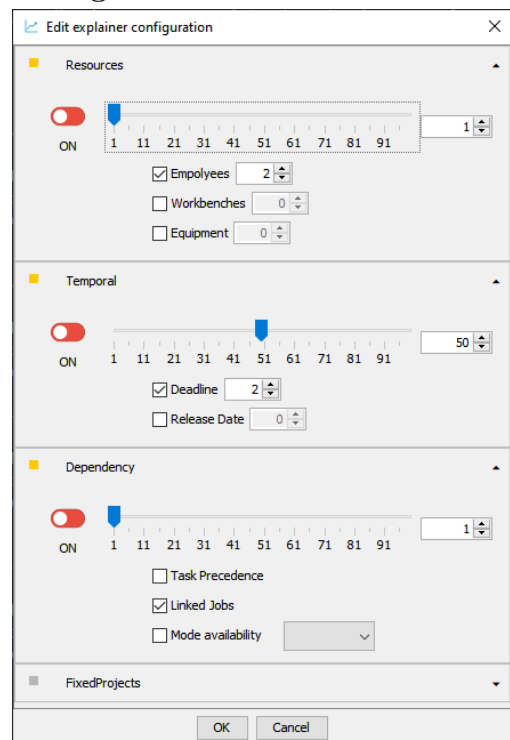 Edit explainer configuration
Resources
ON
1 11 21 31 41 51 61 71 81 91
1
Empolyees 2
Workbenches 0
Equipment 0
Temporal
ON
1 11 21 31 41 51 61 71 81 91
50
Deadline 2
Release Date 0
Dependency
ON
1 11 21 31 41 51 61 71 81 91
1
Task Precedence
Linked Jobs
Mode availability
FixedProjects
OK Cancel